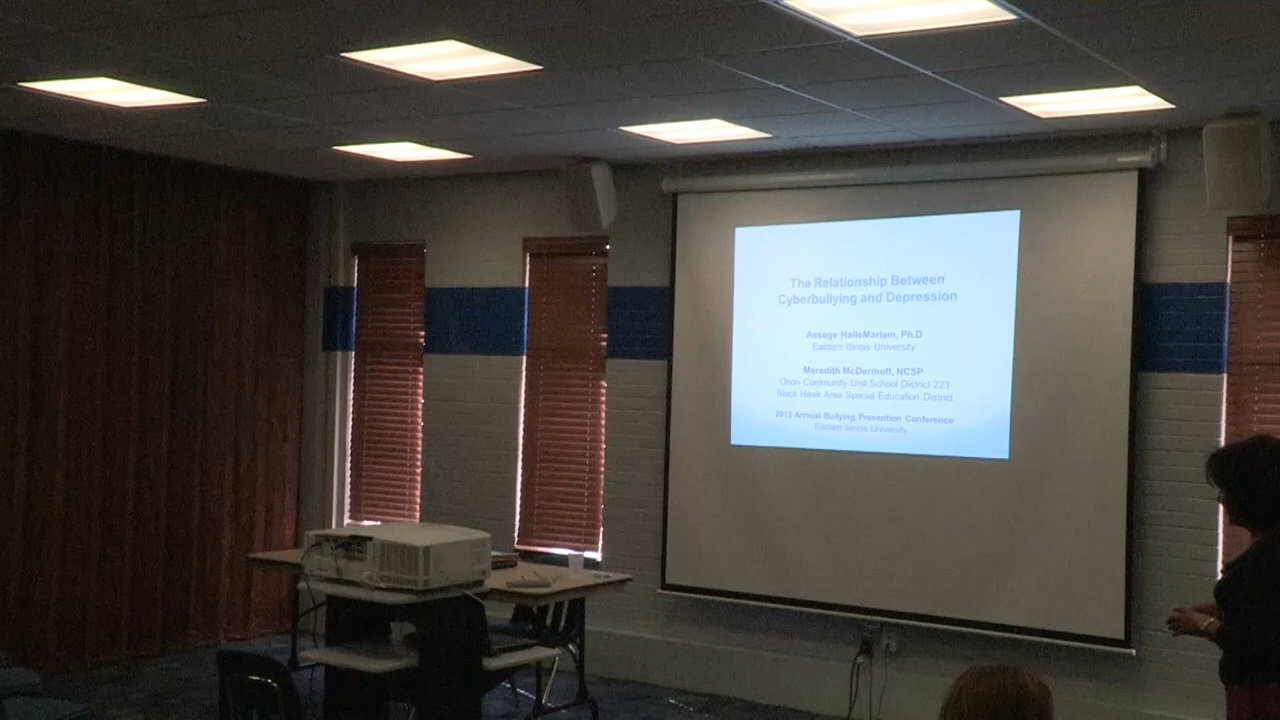 The Relationship Between
Cyberbullying and Depression
Assege HaileMariam, Ph.D
Eastern Illinois University
Meredith McDermott, NCSP
Orion Community Unit School District 223
Black Hawk Area Special Education District
2012 Annual Bullying Prevention Conference
Eastern Illinois University